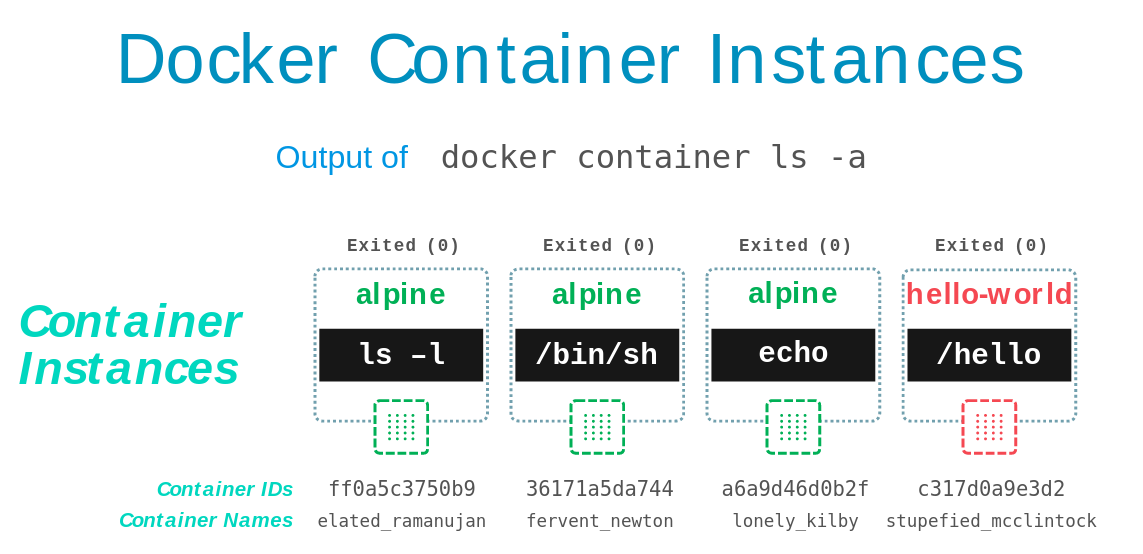 Docker Container Instances
Output of docker container ls -a
Exited (0) Exited (0) Exited (0) Exited (0)
alpine alpine alpine hello-world
Container
Instances
ls –l /bin/sh echo /hello
Container IDs ff0a5c3750b9 36171a5da744 a6a9d46d0b2f c317d0a9e3d2
Container Names elated_ramanujan fervent_newton lonely_kilby stupefied_mcclintock